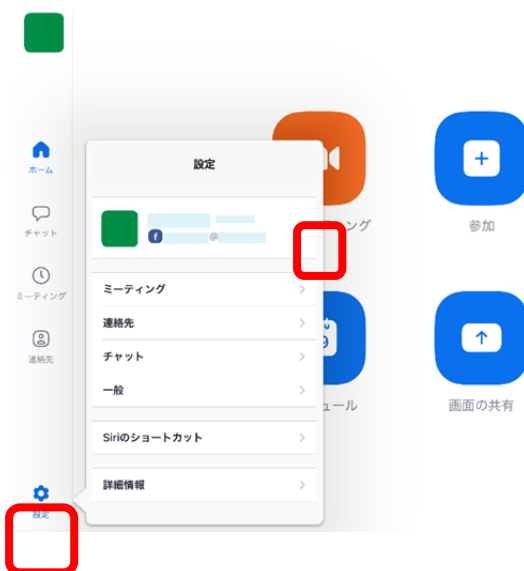 ホーム
チャット
ミーティング
連絡先
設定
設定
@
ミーティング
連絡先
チャット
一般
Siriのショートカット
詳細情報
ング
参加
9
ュール
画面の共有